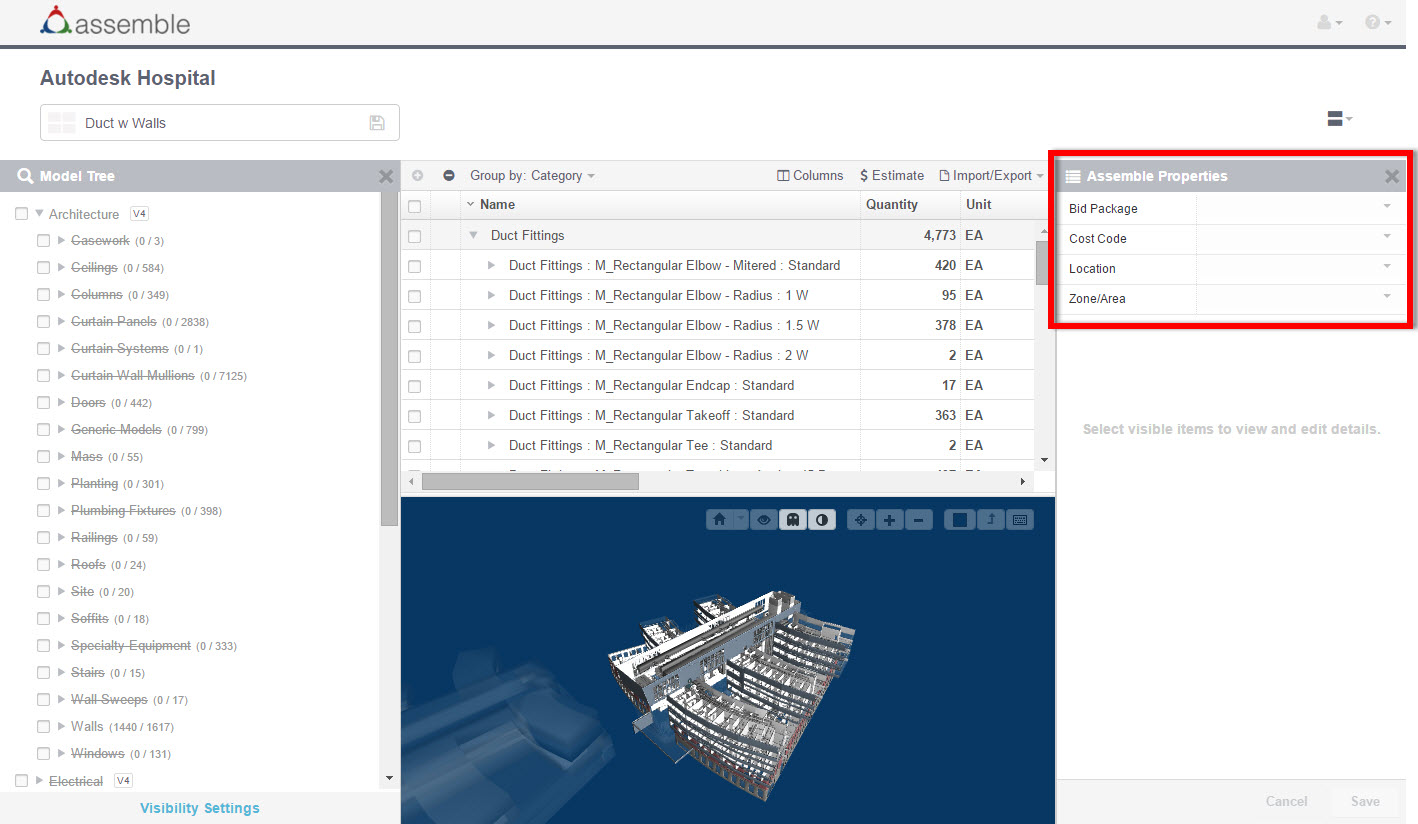 assemble
Autodesk Hospital
Duct w Walls
Model Tree
Architecture V4
Casework (0 / 3)
Ceilings (0 / 584)
Columns (0 / 349)
Curtain Panels (0 / 2838)
Curtain Systems (0 / 1)
Curtain Wall Mullions (0 / 7125)
Doors (0 / 442)
Generic Models (0 / 799)
Mass (0 / 55)
Planting (0 / 301)
Plumbing Fixtures (0 / 398)
Railings (0 / 59)
Roofs (0 / 24)
Site (0 / 20)
Soffits (0 / 18)
Specialty Equipment (0 / 333)
Stairs (0 / 15)
Wall Sweeps (0 / 17)
Walls (1440 / 1617)
Windows (0 / 131)
Electrical V4
Visibility Settings
Group by: Category Columns $ Estimate Import/Export
Name Quantity Unit
Duct Fittings 4,773 EA
Duct Fittings : M_Rectangular Elbow - Mitered : Standard 420 EA
Duct Fittings : M_Rectangular Elbow - Radius : 1 W 95 EA
Duct Fittings : M_Rectangular Elbow - Radius : 1.5 W 378 EA
Duct Fittings : M_Rectangular Elbow - Radius : 2 W 2 EA
Duct Fittings : M_Rectangular Endcap : Standard 17 EA
Duct Fittings : M_Rectangular Takeoff : Standard 363 EA
Duct Fittings : M_Rectangular Tee : Standard 2 EA
Assemble Properties
Bid Package
Cost Code
Location
Zone/Area
Select visible items to view and edit details.
Cancel Save